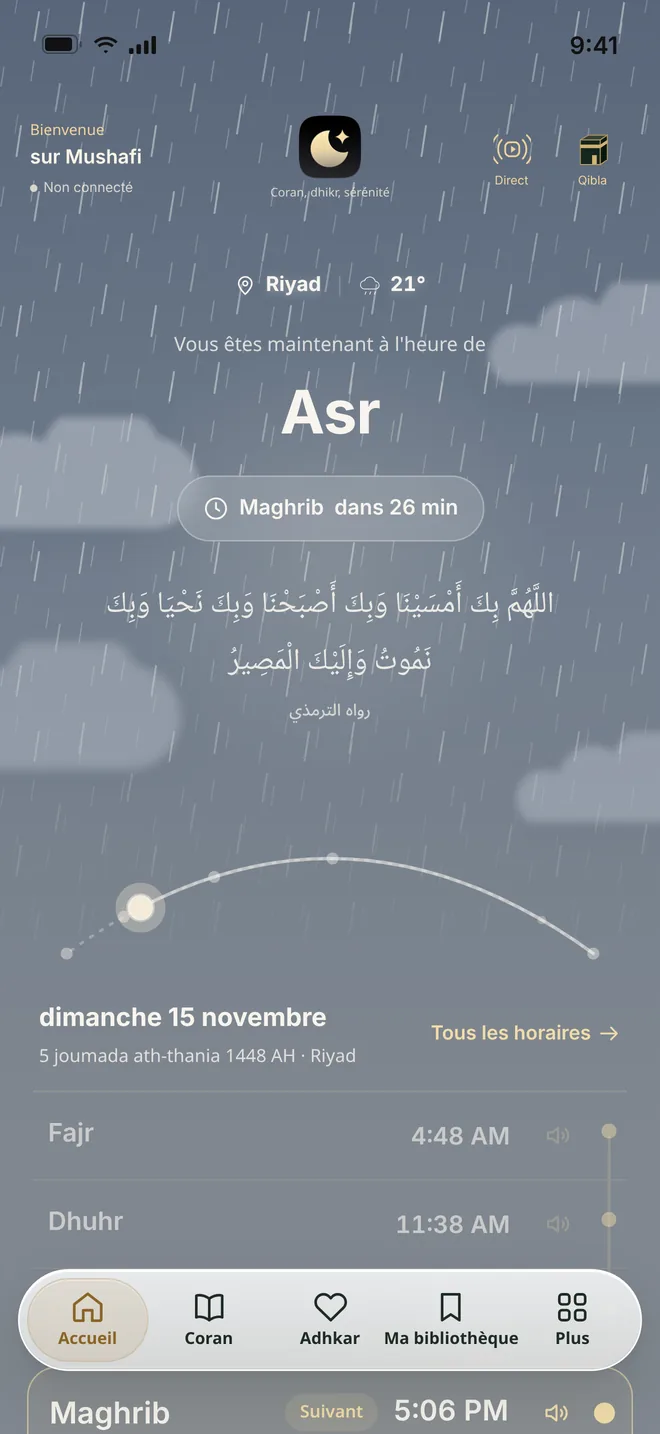 9:41
Bienvenue
sur Mushafi
Non connecté
Coran, dhikr, sérénité
Direct
Qibla
Riyad
21°
Vous êtes maintenant à l'heure de
Asr
Maghrib dans 26 min
اللَّهُمَّ بِكَ أَمْسَيْنَا وَبِكَ أَصْبَحْنَا وَبِكَ نَحْيَا وَبِكَ
نَمُوتُ وَإِلَيْكَ الْمَصِيرُ
رواه الترمذي
dimanche 15 novembre
5 joumada ath-thania 1448 AH · Riyad
Tous les horaires →
Fajr 4:48 AM
Dhuhr 11:38 AM
Accueil
Coran
Adhkar
Ma bibliothèque
Plus
Maghrib Suivant 5:06 PM